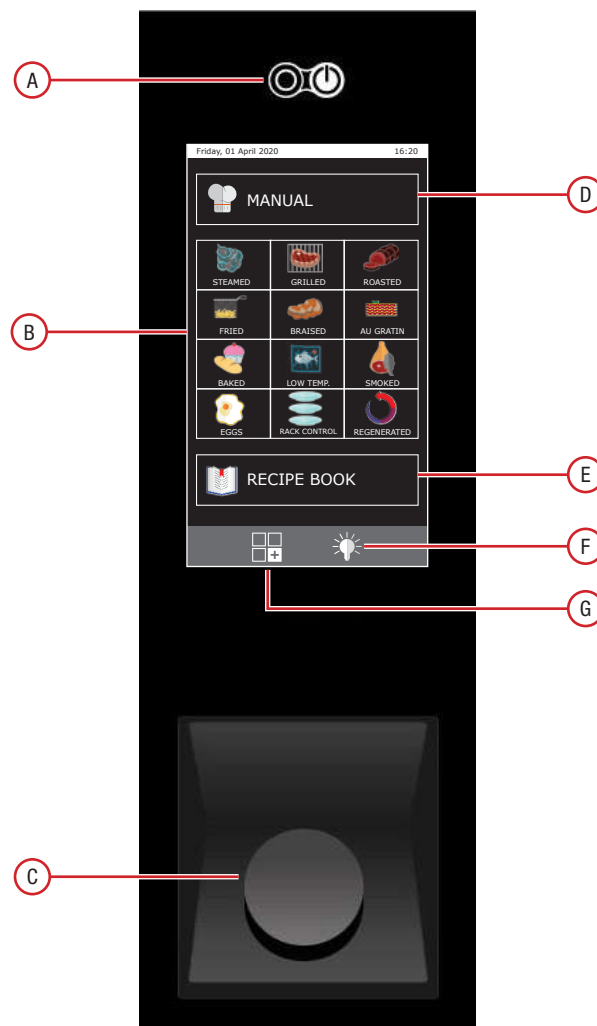 A
Friday, 01 April 2020 16:20
MANUAL
D
STEAMED GRILLED ROASTED
B
FRIED BRAISED AU GRATIN
BAKED LOW TEMP. SMOKED
EGGS RACK CONTROL REGENERATED
RECIPE BOOK
E
F
G
C